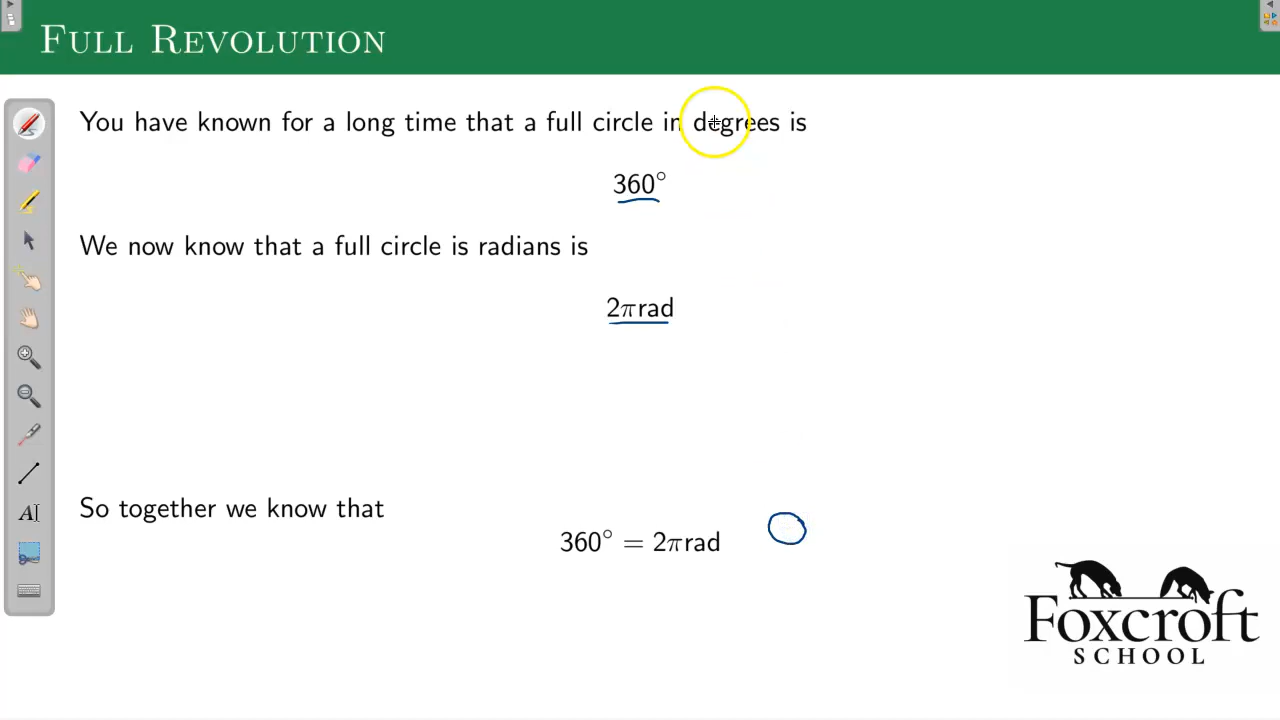 FULL REVOLUTION
You have known for a long time that a full circle in degrees is
360°
We now know that a full circle is radians is
2πrad
So together we know that
360° = 2πrad
AI
Foxcroft
SCHOOL